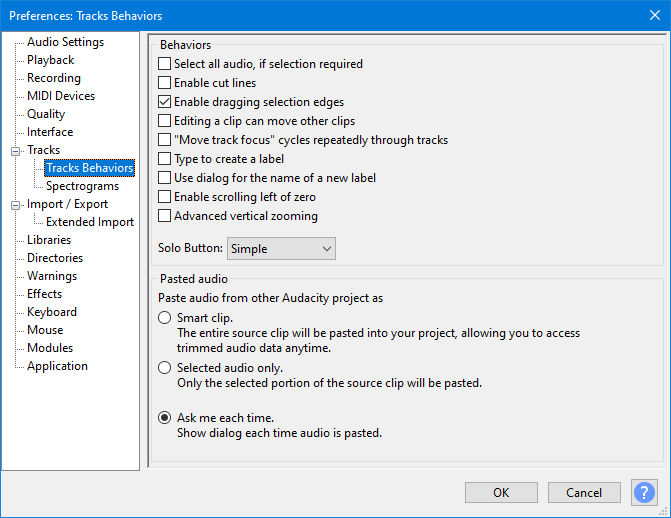 Preferences: Tracks Behaviors
Audio Settings
Playback
Recording
MIDI Devices
Quality
Interface
Tracks
Tracks Behaviors
Spectrograms
Import / Export
Extended Import
Libraries
Directories
Warnings
Effects
Keyboard
Mouse
Modules
Application
Behaviors
Select all audio, if selection required
Enable cut lines
Enable dragging selection edges
Editing a clip can move other clips
"Move track focus" cycles repeatedly through tracks
Type to create a label
Use dialog for the name of a new label
Enable scrolling left of zero
Advanced vertical zooming
Solo Button: Simple
Pasted audio
Paste audio from other Audacity project as
Smart clip.
The entire source clip will be pasted into your project, allowing you to access
trimmed audio data anytime.
Selected audio only.
Only the selected portion of the source clip will be pasted.
Ask me each time.
Show dialog each time audio is pasted.
OK Cancel ?